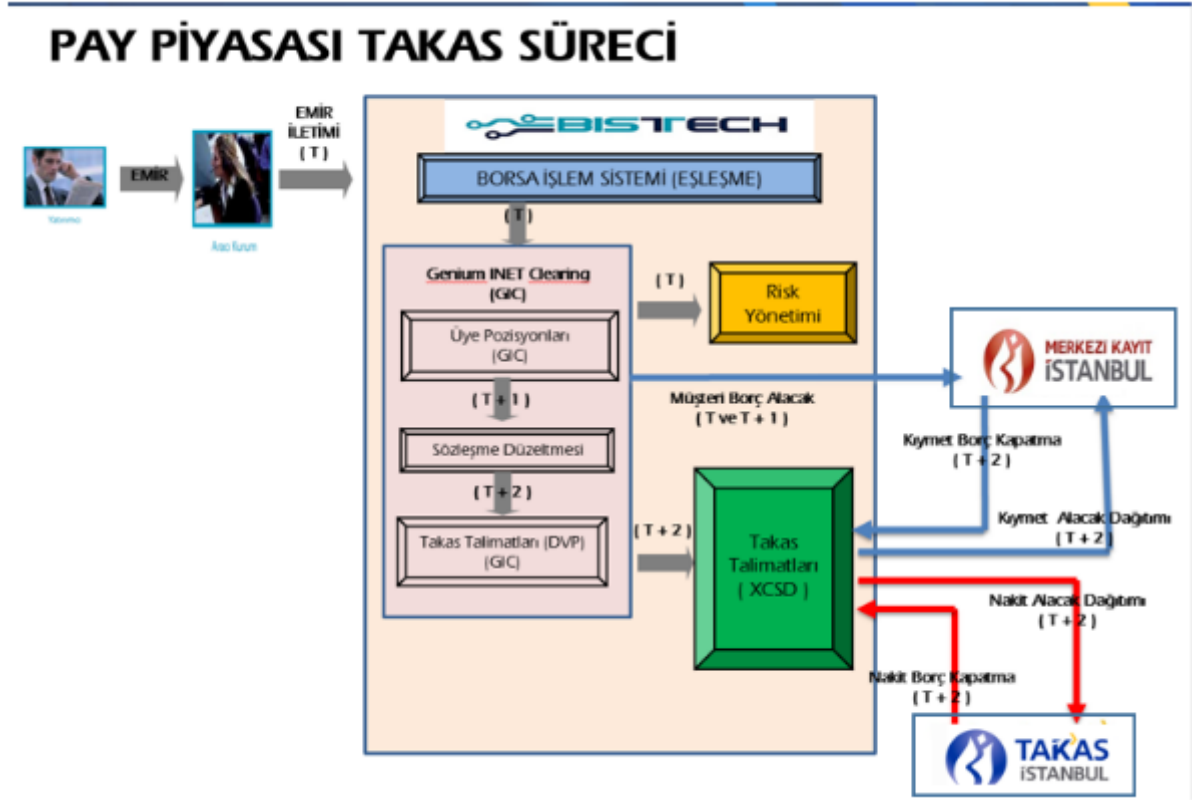 PAY PİYASASI TAKAS SÜRECİ
EMİR
İLETİMİ
( T )
EMİR
Yatırımcı
Aracı Kurum
BISTECH
BORSA İŞLEM SİSTEMİ (EŞLEŞME)
( T )
Genium INET Clearing
(GIC)
Üye Pozisyonları
(GIC)
( T + 1 )
Sözleşme Düzeltmesi
( T + 2 )
Takas Talimatları (DVP)
(GIC)
( T )
Risk
Yönetimi
Müşteri Borç Alacak
( T ve T + 1 )
( T + 2 )
Takas
Talimatları
( XCSD )
MERKEZİ KAYIT
İSTANBUL
Kıymet Borç Kapatma
( T + 2 )
Kıymet Alacak Dağıtımı
( T + 2 )
Nakit Alacak Dağıtımı
( T + 2 )
Nakit Borç Kapatma
( T + 2 )
TAKAS
İSTANBUL